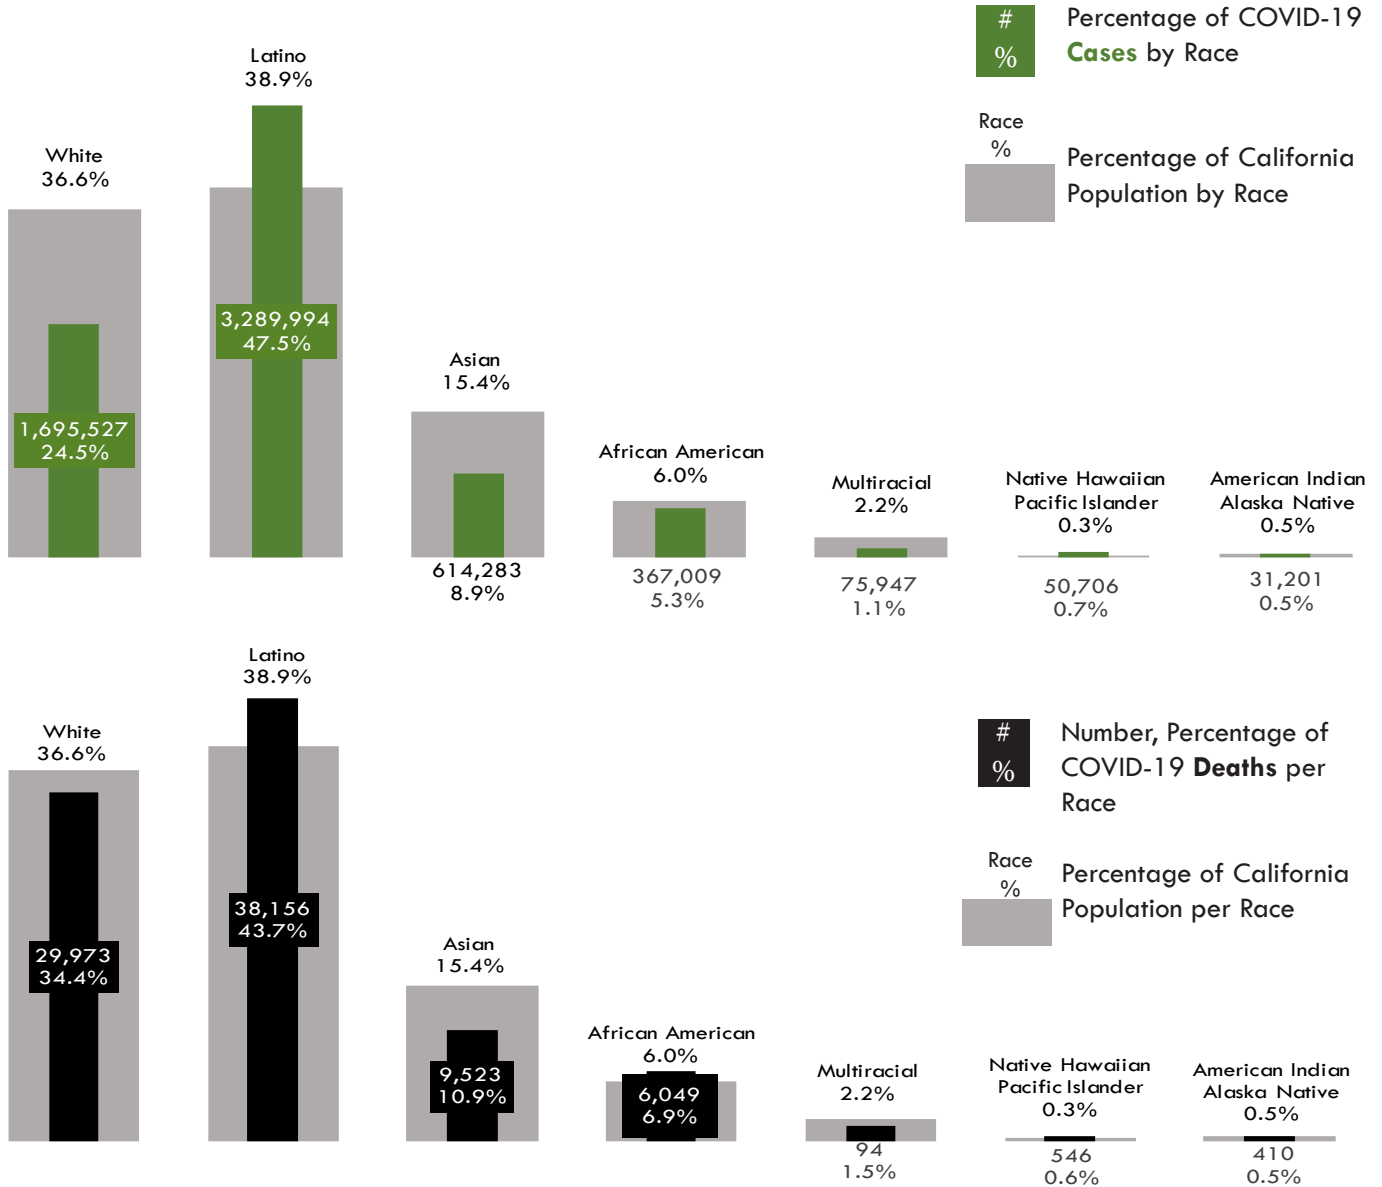 #
%
Percentage of COVID-19
Cases by Race
Race
%
Percentage of California
Population by Race
White
36.6%
1,695,527
24.5%
Latino
38.9%
3,289,994
47.5%
Asian
15.4%
614,283
8.9%
African American
6.0%
367,009
5.3%
Multiracial
2.2%
75,947
1.1%
Native Hawaiian
Pacific Islander
0.3%
50,706
0.7%
American Indian
Alaska Native
0.5%
31,201
0.5%
#
%
Number, Percentage of
COVID-19 Deaths per
Race
Race
%
Percentage of California
Population per Race
White
36.6%
29,973
34.4%
Latino
38.9%
38,156
43.7%
Asian
15.4%
9,523
10.9%
African American
6.0%
6,049
6.9%
Multiracial
2.2%
94
1.5%
Native Hawaiian
Pacific Islander
0.3%
546
0.6%
American Indian
Alaska Native
0.5%
410
0.5%